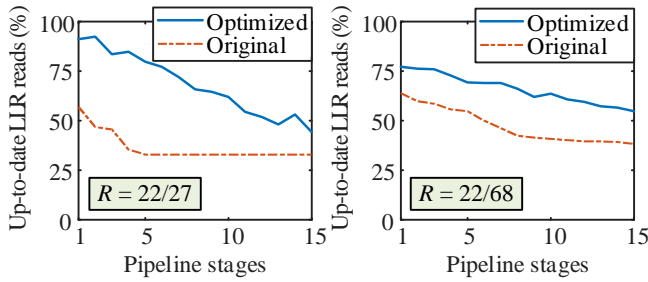 Up-to-date LIR reads (%)
100
75
50
25
0
Optimized
Original
R = 22/27
1
5
10
15
Pipeline stages
Up-to-date LIR reads (%)
100
75
50
25
0
Optimized
Original
R = 22/68
1
5
10
15
Pipeline stages